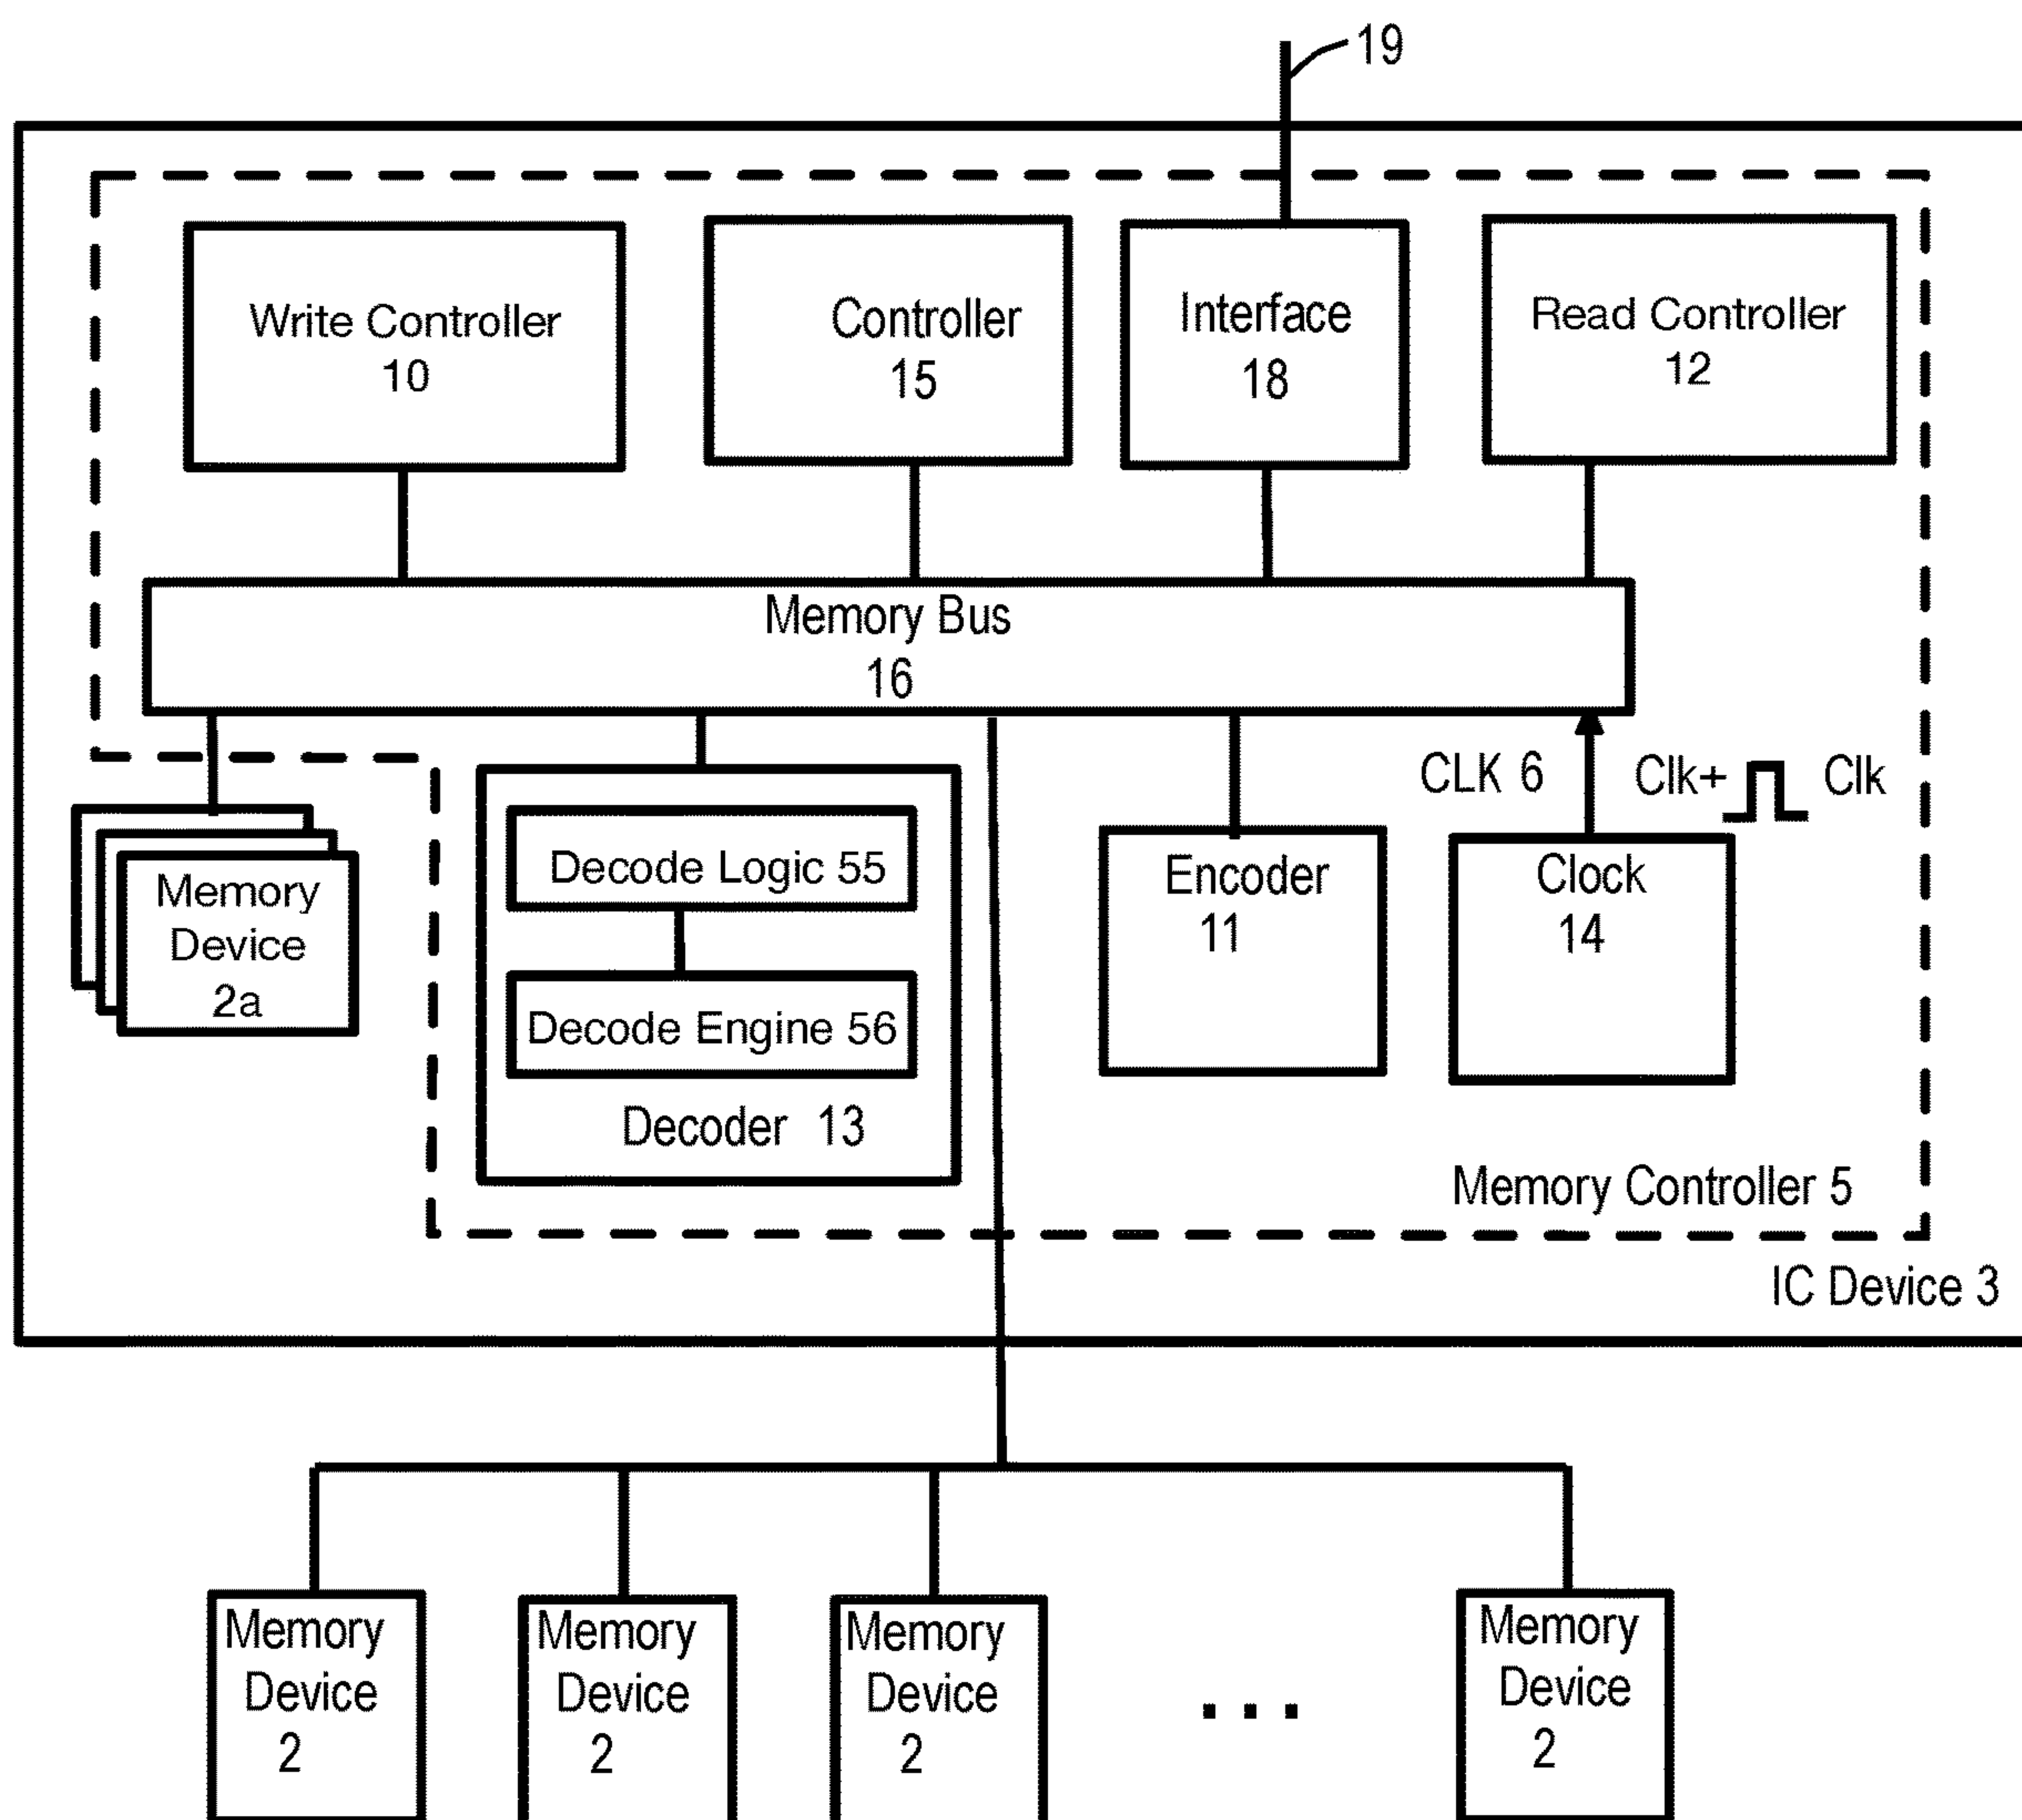 19
Write Controller
10
Controller
15
Interface
18
Read Controller
12
Memory Bus
16
CLK 6
Clk+
Clk
Memory
Device
2a
Decode Logic 55
Decode Engine 56
Decoder 13
Encoder
11
Clock
14
Memory Controller 5
IC Device 3
Memory
Device
2
Memory
Device
2
Memory
Device
2
...
Memory
Device
2